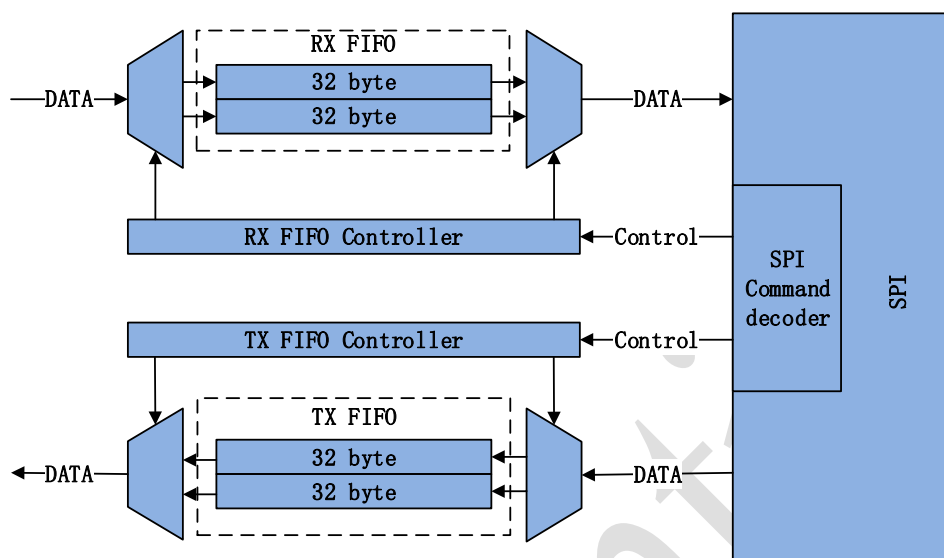 RX FIFO
32 byte
DATA
DATA
32 byte
RX FIFO Controller
Control
SPI
Command
decoder
SPI
TX FIFO Controller
Control
TX FIFO
32 byte
DATA
DATA
32 byte